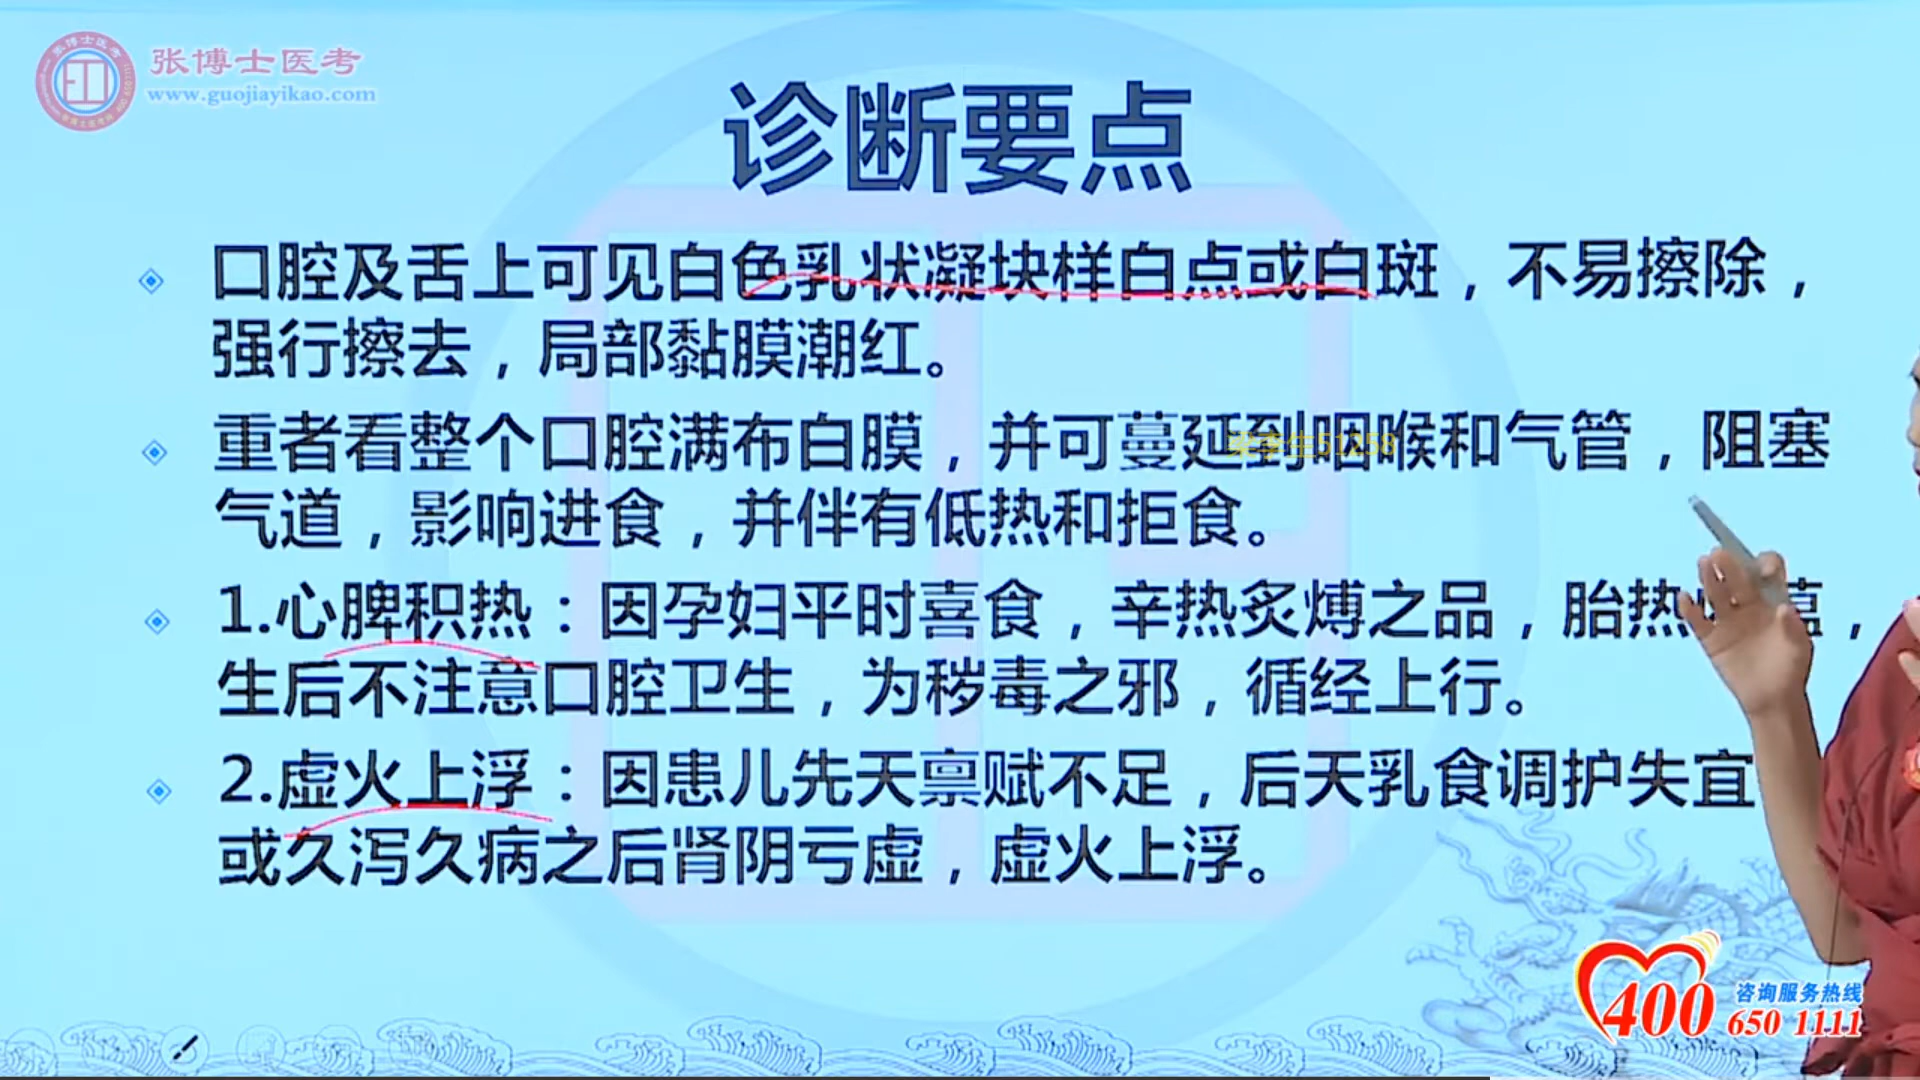 张博士医考
www.guojiayikao.com
诊断要点
口腔及舌上可见白色乳状凝块样白点或白斑，不易擦除，
强行擦去，局部黏膜潮红。
重者看整个口腔满布白膜，并可蔓延到咽喉和气管，阻塞
气道，影响进食，并伴有低热和拒食。
1.心脾积热：因孕妇平时喜食，辛热炙煿之品，胎热 蕴，
生后不注意口腔卫生，为秽毒之邪，循经上行。
2.虚火上浮：因患儿先天禀赋不足，后天乳食调护失宜
或久泻久病之后肾阴亏虚，虚火上浮。
400 咨询服务热线
650 1111